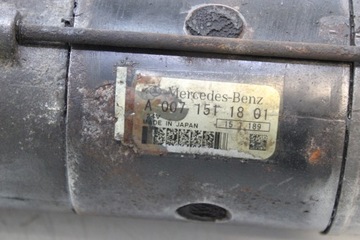 Mercedes-Benz
A 007 151 18 01
MADE IN JAPAN